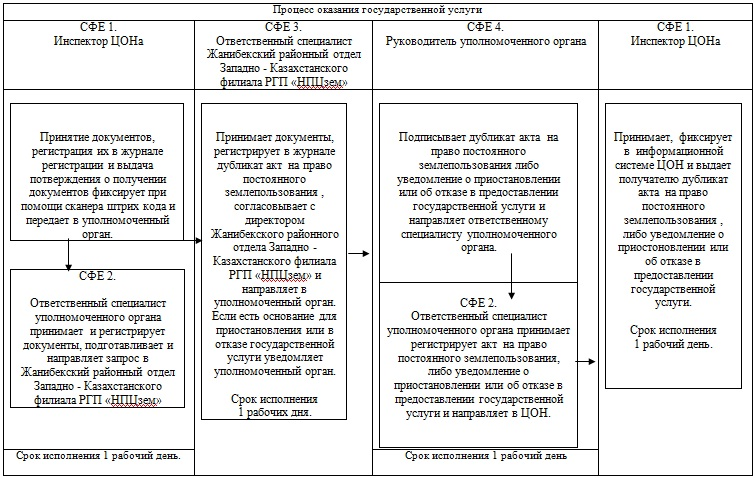 Процесс оказания государственной услуги
СФЕ 1.
Инспектор ЦОНа
СФЕ 3.
Ответственный специалист
Жанибекский районный отдел
Западно - Казахстанского
филиала РГП «НПЦзем»
СФЕ 4.
Руководитель уполномоченного органа
СФЕ 1.
Инспектор ЦОНа
Принятие документов,
регистрация их в журнале
регистрации и выдача
потверждения о получении
документов фиксирует при
помощи сканера штрих кода и
передает в уполномоченный
орган.
СФЕ 2.
Ответственный специалист
уполномоченного органа
принимает и регистрирует
документы, подготавливает и
направляет запрос в
Жанибекский районный отдел
Западно - Казахстанского
филиала РГП «НПЦзем»
Срок исполнения 1 рабочий день.
Принимает документы,
регистрирует в журнале
дубликат акт на право
постоянного
землепользования ,
согласовывает с
директором
Жанибекского районного
отдела Западно -
Казахстанского филиала
РГП «НПЦзем» и
направляет в
уполномоченный орган.
Если есть основание для
приостановления или в
отказе государственной
услуги уведомляет
уполномоченный орган.
Срок исполнения
1 рабочих дня.
Подписывает дубликат акта на
право постоянного
землепользования либо
уведомление о приостановлении
или об отказе в предоставлении
государственной услуги и
направляет ответственному
специалисту уполномоченного
органа.
СФЕ 2.
Ответственный специалист
уполномоченного органа принимает
регистрирует акт на право
постоянного землепользования,
либо уведомление о
приостановлении или об отказе в
предоставлении государственной
услуги и направляет в ЦОН.
Срок исполнения 1 рабочий день
Принимает, фиксирует
в информационной
системе ЦОН и выдает
получателю дубликат
акта на право
постоянного
землепользования ,
либо уведомление о
приостоновлении или
об отказе в
предоставлении
государственной
услуги.
Срок исполнения
1 рабочий день.